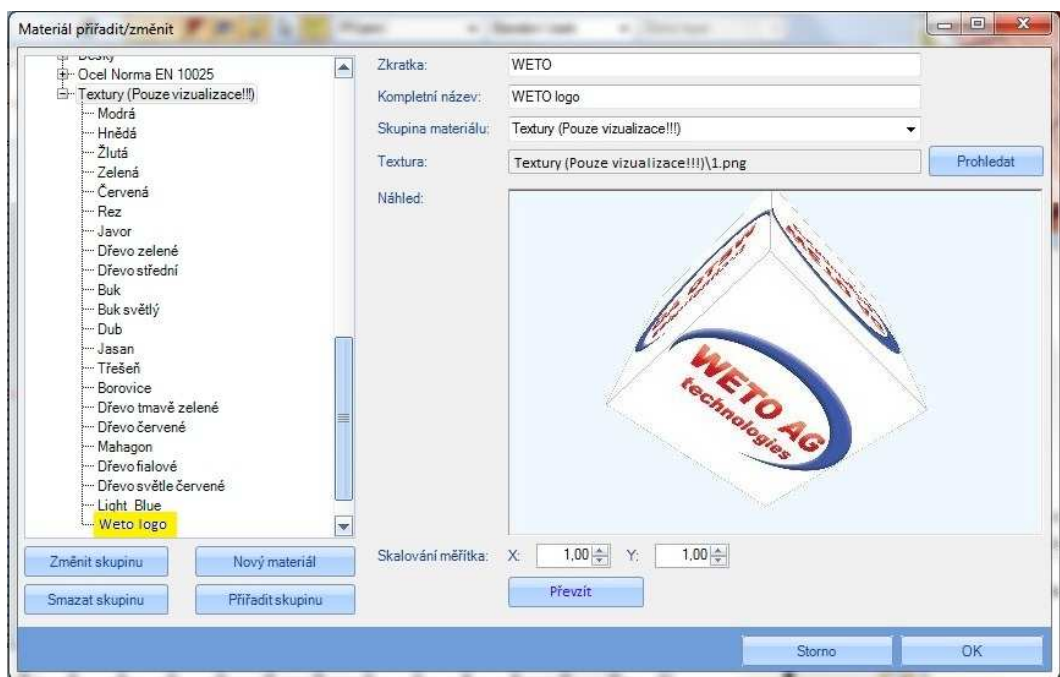 Materiál přiřadit/změnit
Desky
Ocel Norma EN 10025
Textury (Pouze vizualizace!!!)
Modrá
Hnědá
Žlutá
Zelená
Červená
Rez
Javor
Dřevo zelené
Dřevo střední
Buk
Buk světlý
Dub
Jasan
Třešeň
Borovice
Dřevo tmavě zelené
Dřevo červené
Mahagon
Dřevo fialové
Dřevo světle červené
Light Blue
Weto logo
Změnit skupinu
Nový materiál
Smazat skupinu
Přiřadit skupinu
Zkratka: WETO
Kompletní název: WETO logo
Skupina materiálu: Textury (Pouze vizualizace!!!)
Textura: Textury (Pouze vizualizace!!!)\1.png Prohledat
Náhled:
WETO AG
technologies
Skalování měřítka: X: 1,00 Y: 1,00
Převzít
Storno
OK